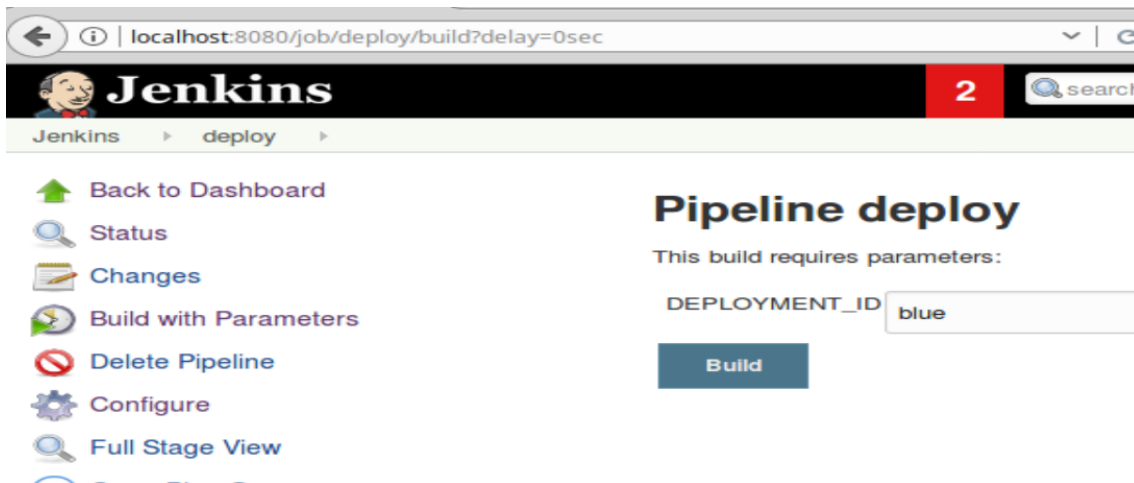 localhost:8080/job/deploy/build?delay=0sec
Jenkins 2 search
Jenkins deploy
Back to Dashboard
Status
Changes
Build with Parameters
Delete Pipeline
Configure
Full Stage View
Pipeline deploy
This build requires parameters:
DEPLOYMENT_ID blue
Build